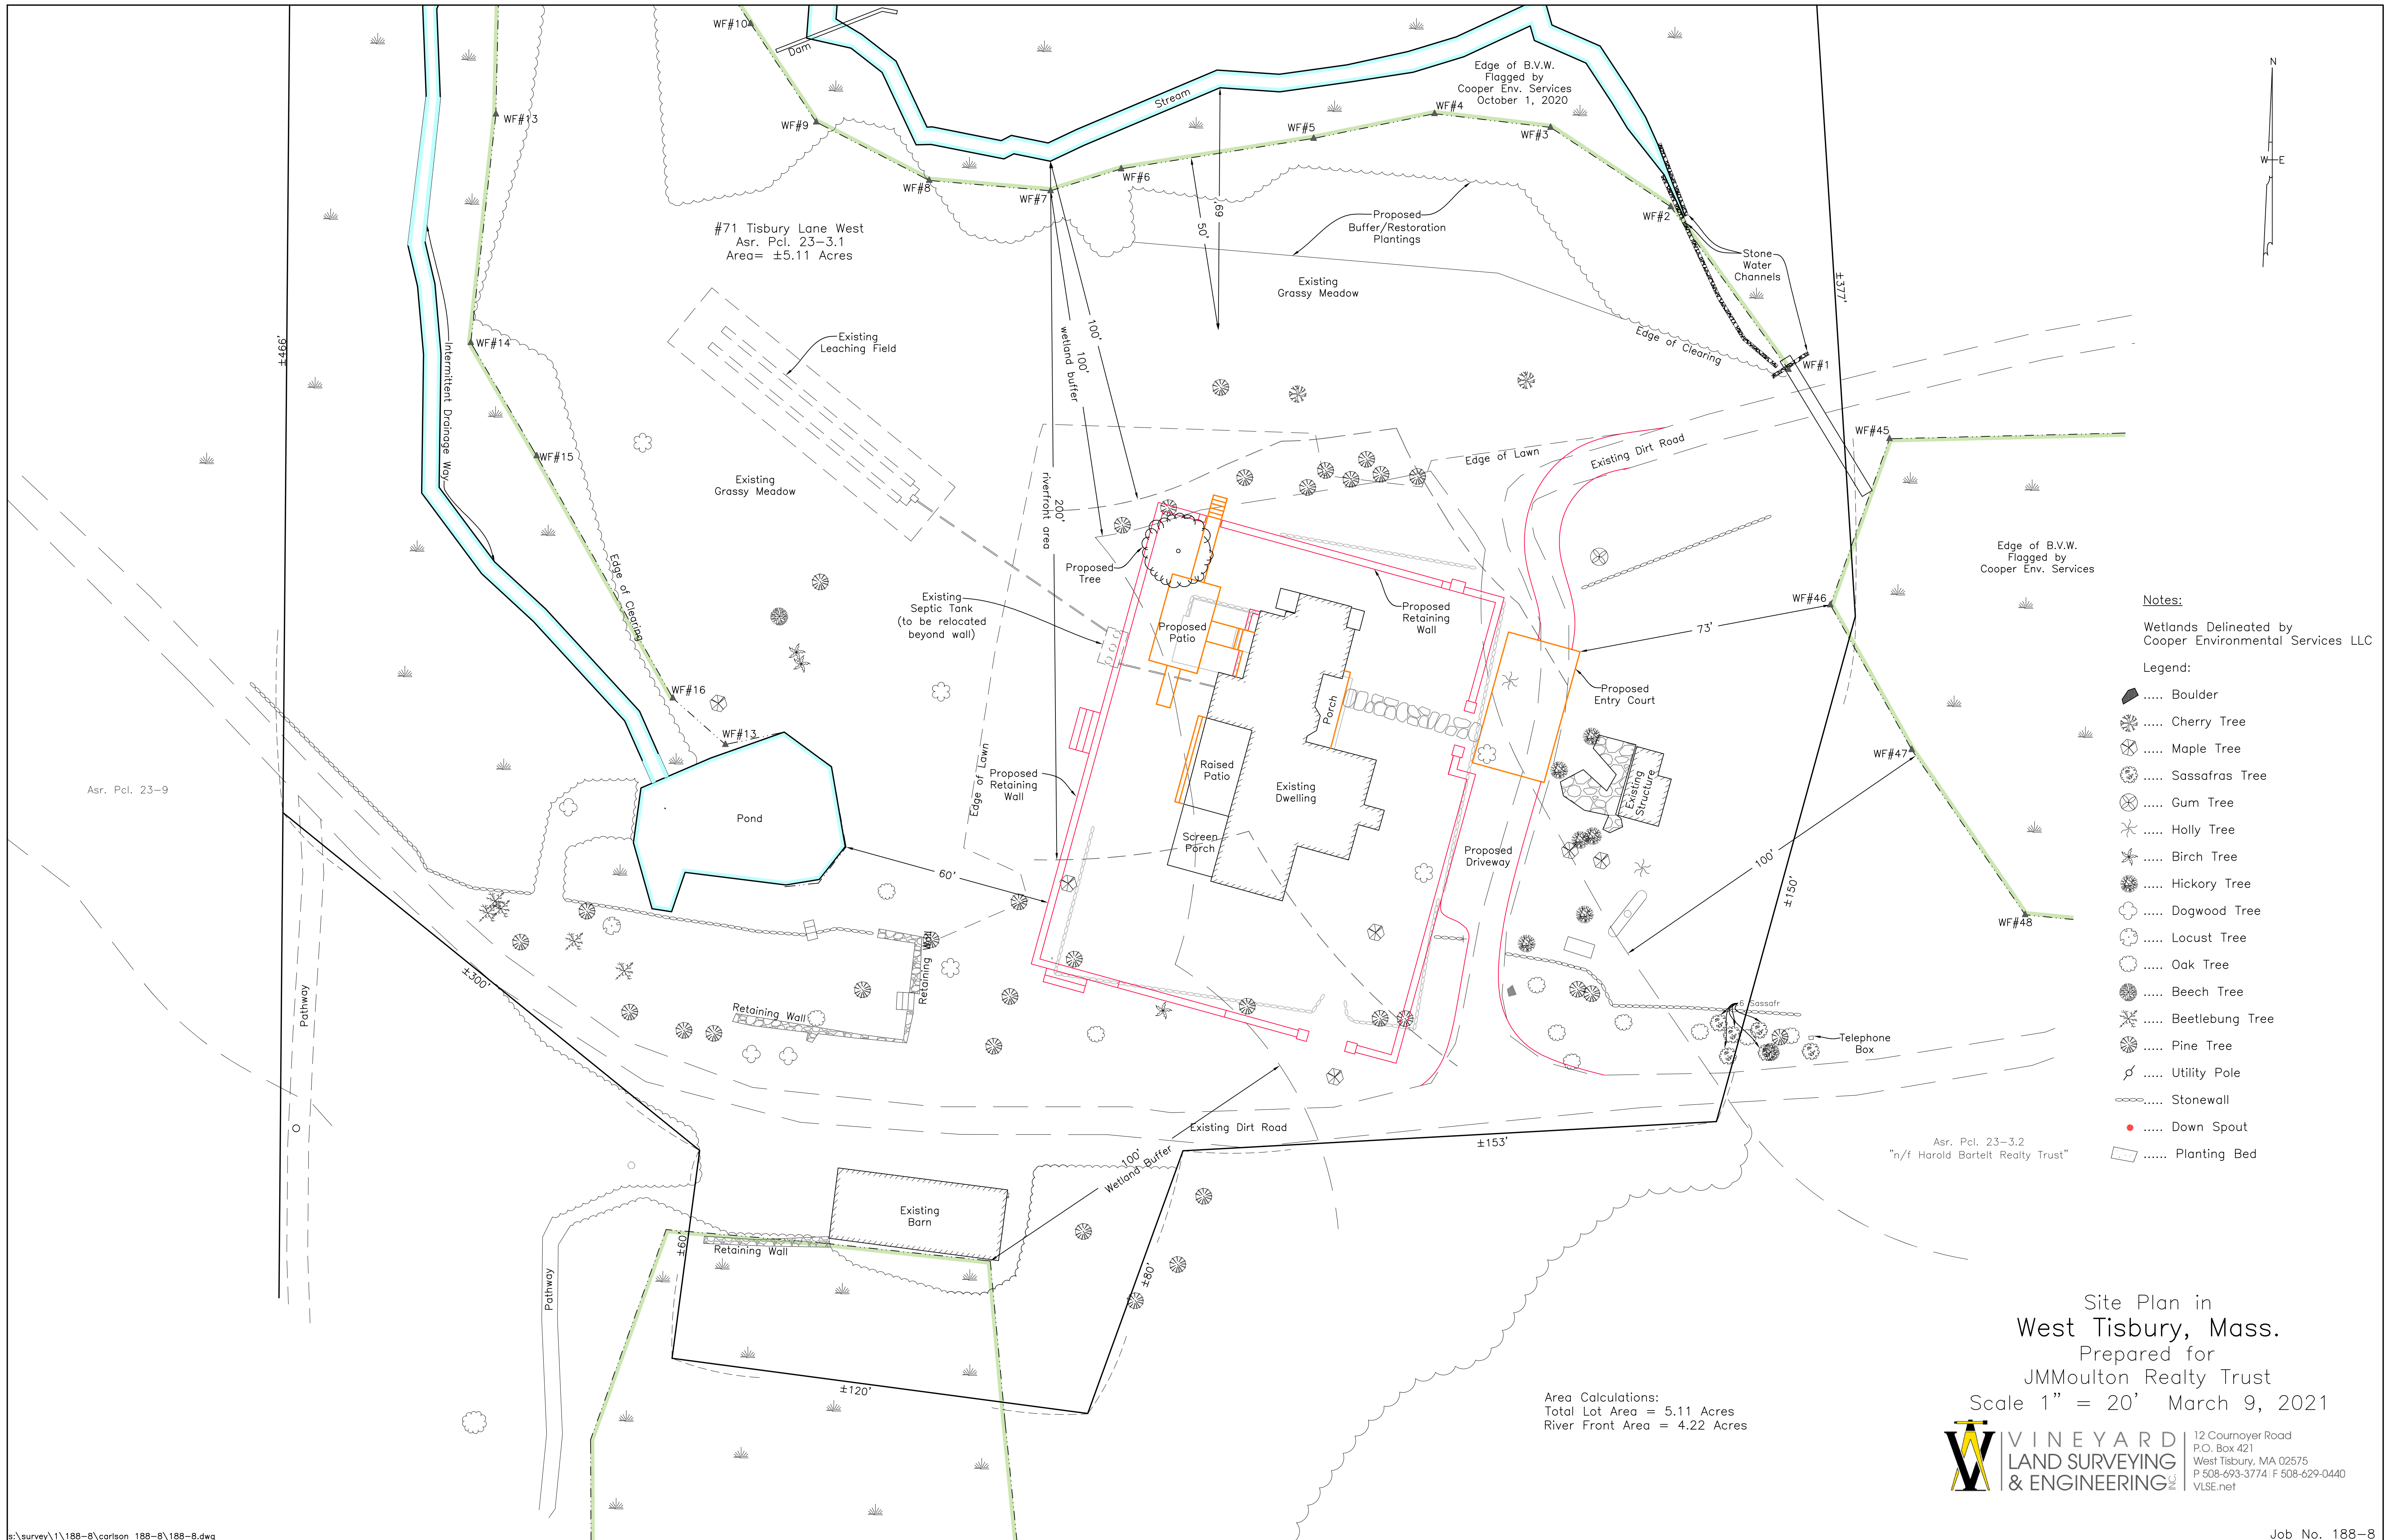 WF#10
Dam
Stream
Edge of B.V.W.
Flagged by
Cooper Env. Services
October 1, 2020
N
W E
WF#13
WF#9
WF#5
WF#4
WF#3
WF#8
WF#7
WF#6
WF#2
69'
50'
Proposed
Buffer/Restoration
Plantings
#71 Tisbury Lane West
Asr. Pcl. 23-3.1
Area= ±5.11 Acres
Stone
Water
Channels
Existing
Grassy Meadow
±377'
±466'
WF#14
Existing
Leaching Field
100'
100'
wetland buffer
Edge of Clearing
WF#1
Intermittent Drainage Way
WF#15
WF#45
Existing
Grassy Meadow
Edge of Lawn
Existing Dirt Road
200'
riverfront area
Edge of Clearing
Proposed
Tree
Edge of B.V.W.
Flagged by
Cooper Env. Services
Existing
Septic Tank
(to be relocated
beyond wall)
Proposed
Patio
Proposed
Retaining
Wall
WF#46
73'
Notes:
Wetlands Delineated by
Cooper Environmental Services LLC
Legend:
..... Boulder
..... Cherry Tree
..... Maple Tree
..... Sassafras Tree
..... Gum Tree
..... Holly Tree
..... Birch Tree
..... Hickory Tree
..... Dogwood Tree
..... Locust Tree
..... Oak Tree
..... Beech Tree
..... Beetlebung Tree
..... Pine Tree
..... Utility Pole
..... Stonewall
..... Down Spout
...... Planting Bed
WF#16
WF#13
Porch
Proposed
Entry Court
WF#47
Edge of Lawn
Proposed
Retaining
Wall
Raised
Patio
Existing
Dwelling
Existing
Structure
Asr. Pcl. 23-9
Pond
Screen
Porch
Proposed
Driveway
100'
60'
±150'
WF#48
±300'
Pathway
Retaining Wall
Retaining Wall
6 Sassafr
Telephone
Box
Existing Dirt Road
±153'
Asr. Pcl. 23-3.2
"n/f Harold Bartelt Realty Trust"
100'
Wetland Buffer
Existing
Barn
±60'
Retaining Wall
Pathway
±80'
±120'
Area Calculations:
Total Lot Area = 5.11 Acres
River Front Area = 4.22 Acres
Site Plan in
West Tisbury, Mass.
Prepared for
JMMoulton Realty Trust
Scale 1" = 20' March 9, 2021
VINEYARD
LAND SURVEYING
& ENGINEERING INC.
12 Cournoyer Road
P.O. Box 421
West Tisbury, MA 02575
P 508-693-3774 F 508-629-0440
VLSE.net
s:\survey\1\188-8\carlson 188-8\188-8.dwg
Job No. 188-8